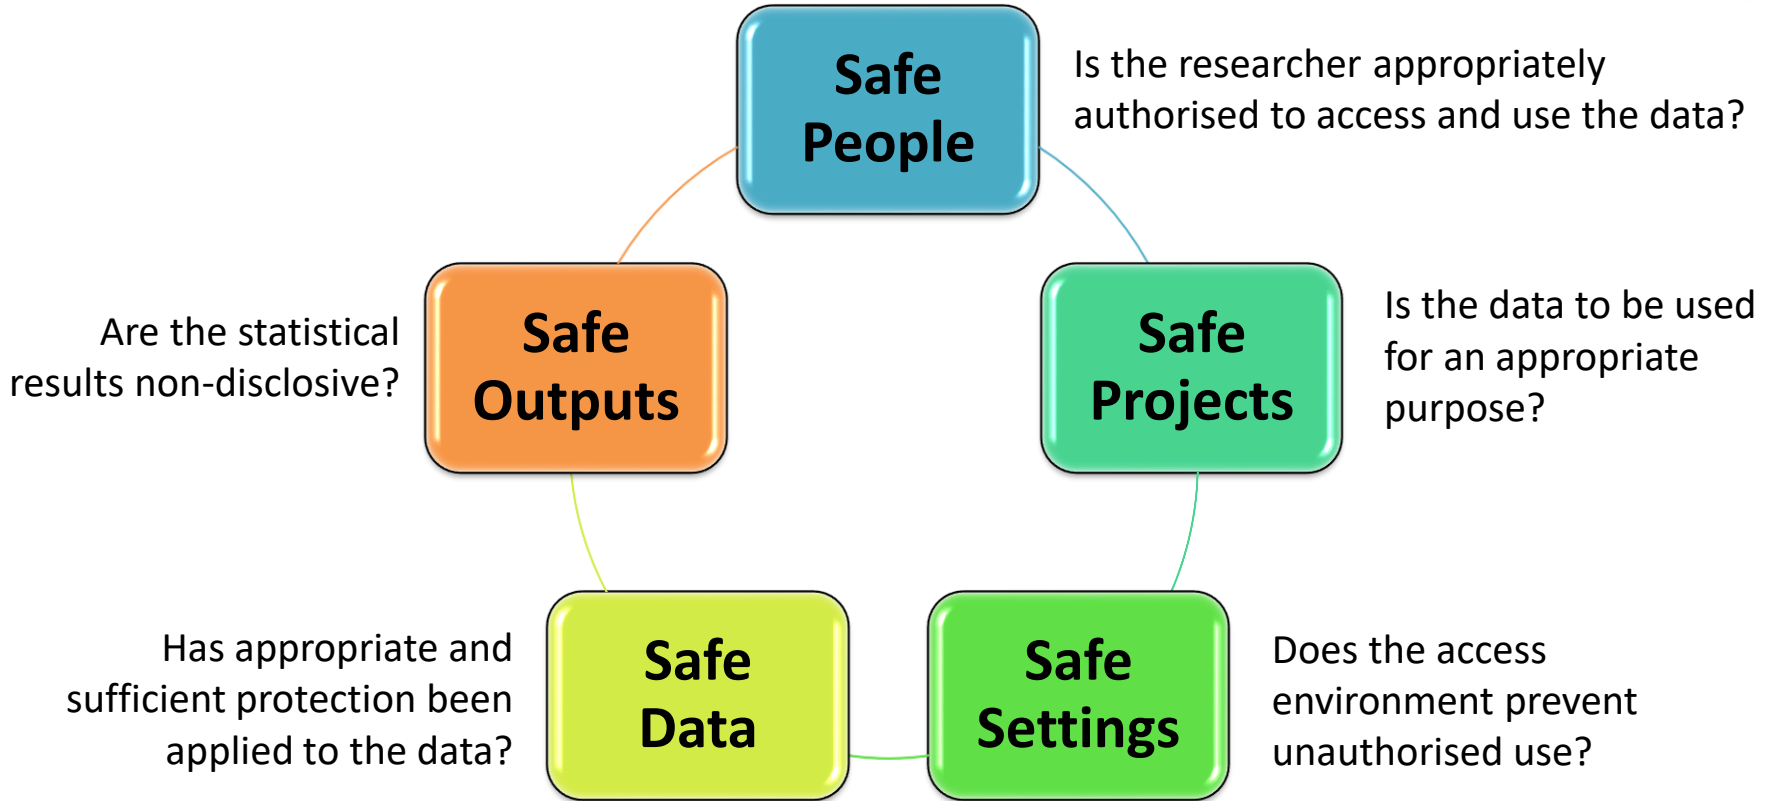 Safe
People
Is the researcher appropriately
authorised to access and use the data?
Safe
Projects
Is the data to be used
for an appropriate
purpose?
Safe
Settings
Does the access
environment prevent
unauthorised use?
Safe
Data
Has appropriate and
sufficient protection been
applied to the data?
Safe
Outputs
Are the statistical
results non-disclosive?